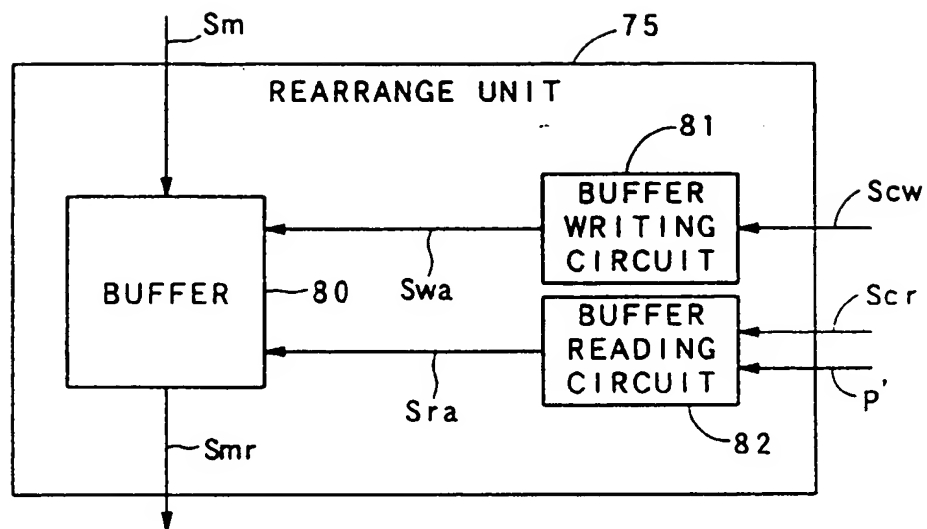 Sm
75
REARRANGE UNIT
81
BUFFER
WRITING
CIRCUIT
Scw
Swa
BUFFER
80
BUFFER
READING
CIRCUIT
Scr
p'
Sra
82
Smr